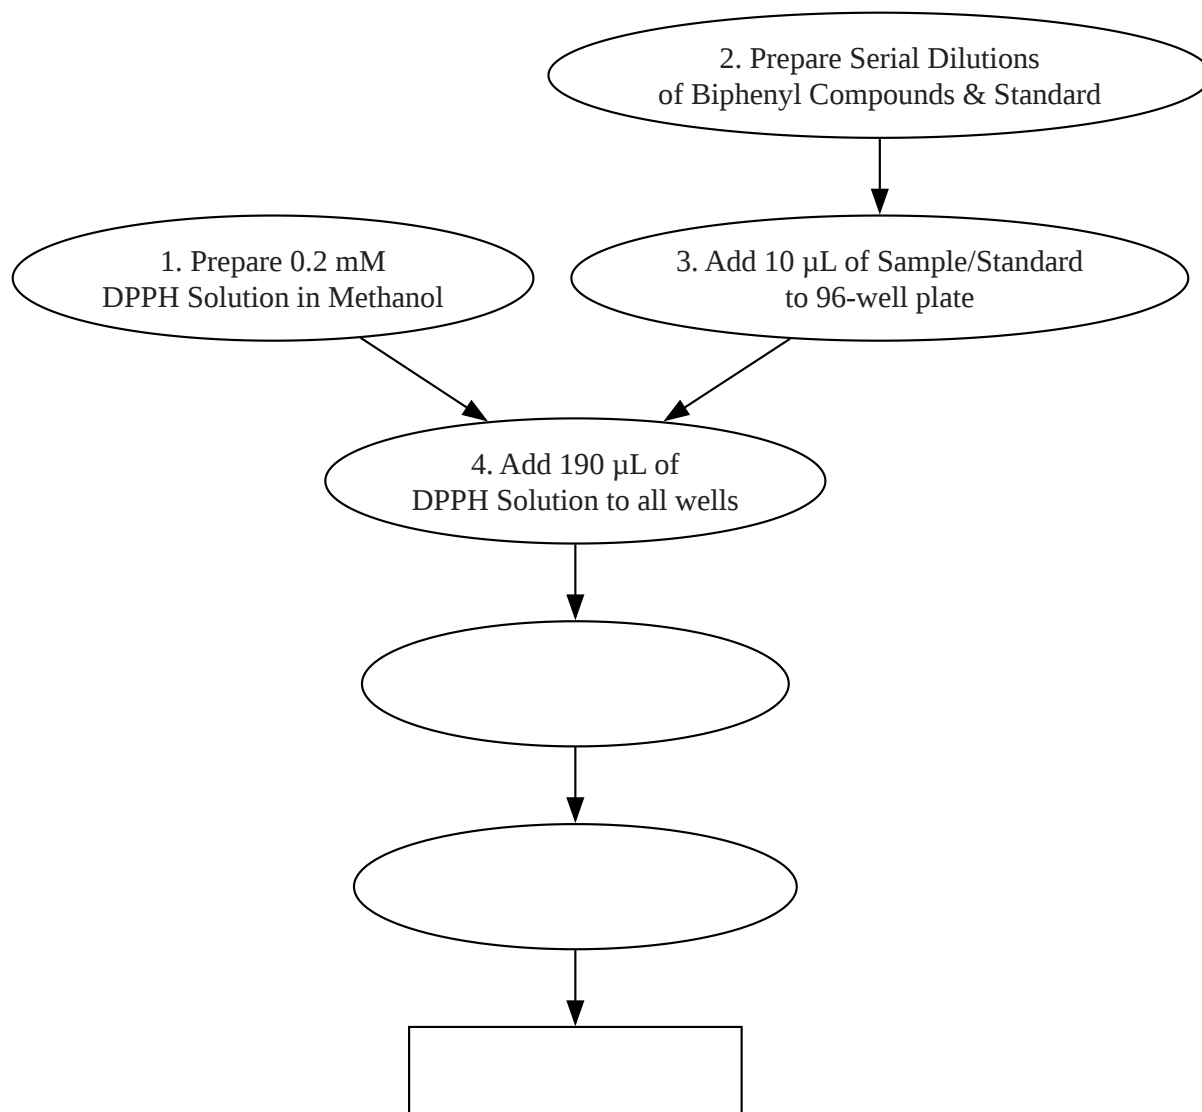 2. Prepare Serial Dilutions
of Biphenyl Compounds & Standard
1. Prepare 0.2 mM
DPPH Solution in Methanol
3. Add 10 µL of Sample/Standard
to 96-well plate
4. Add 190 µL of
DPPH Solution to all wells